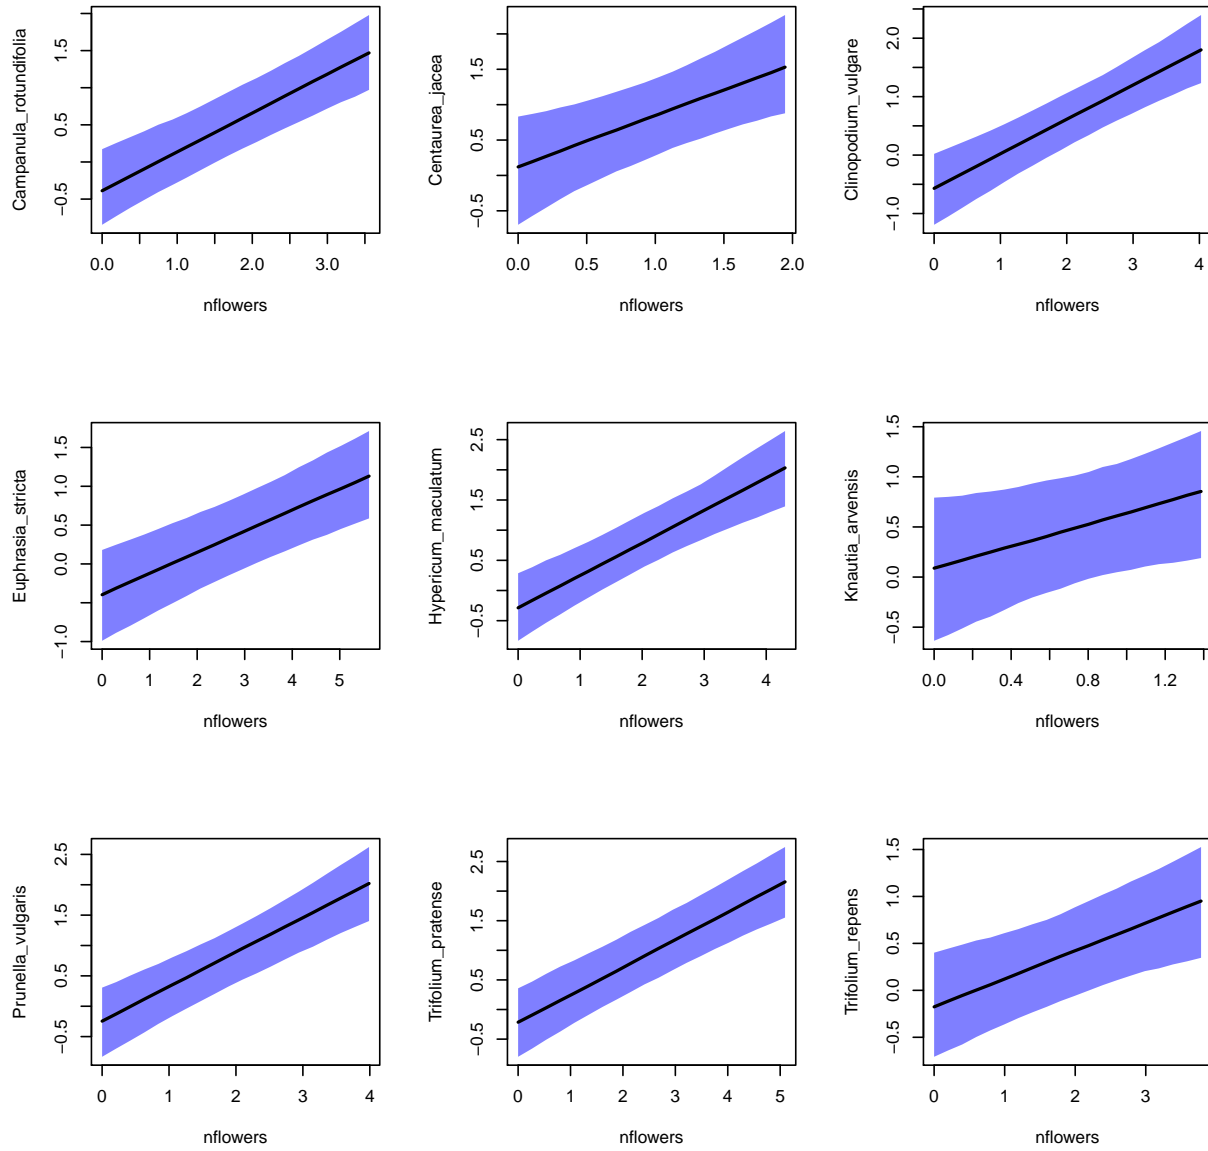 Campanula_rotundifolia
−0.5 0.5 1.5
0.0 1.0 2.0 3.0
nflowers
Centaurea_jacea
−0.5 0.5 1.5
0.0 0.5 1.0 1.5 2.0
nflowers
Clinopodium_vulgare
−1.0 0.0 1.0 2.0
0 1 2 3 4
nflowers
Euphrasia_stricta
−1.0 0.0 0.5 1.0 1.5
0 1 2 3 4 5
nflowers
Hypericum_maculatum
−0.5 0.5 1.5 2.5
0 1 2 3 4
nflowers
Knautia_arvensis
−0.5 0.0 0.5 1.0 1.5
0.0 0.4 0.8 1.2
nflowers
Prunella_vulgaris
−0.5 0.5 1.5 2.5
0 1 2 3 4
nflowers
Trifolium_pratense
−0.5 0.5 1.5 2.5
0 1 2 3 4 5
nflowers
Trifolium_repens
−0.5 0.0 0.5 1.0 1.5
0 1 2 3
nflowers